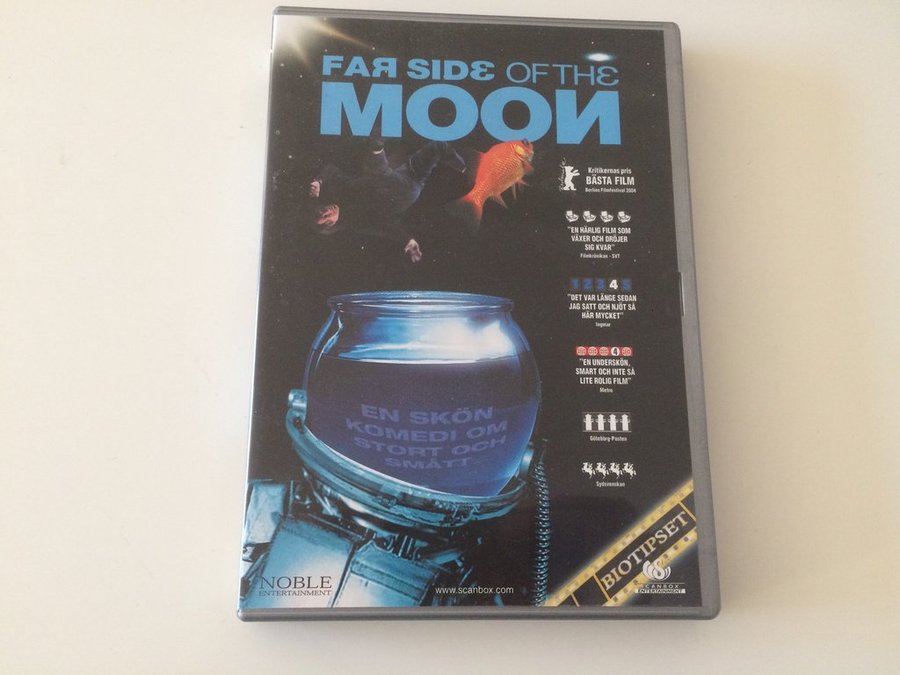 FAR SIDE OF THE
MOON
Kritikernas pris
BÄSTA FILM
Berlins Filmfestival 2004
"EN HÄRLIG FILM SOM
VÄXER OCH DRÖJER
SIG KVAR"
Filmkrönikan - SVT
1 2 3 4 5
"DET VAR LÄNGE SEDAN
JAG SATT OCH NJÖT SÅ
HÄR MYCKET"
Ingmar
4
"EN UNDERSKÖN,
SMART OCH INTE SÅ
LITE ROLIG FILM"
Metro
Göteborg-Posten
Sydsvenskan
EN SKÖN
KOMEDI OM
STORT OCH
SMÅTT
BIOTIPSET
NOBLE
ENTERTAINMENT
www.scanbox.com
SCANBOX
ENTERTAINMENT